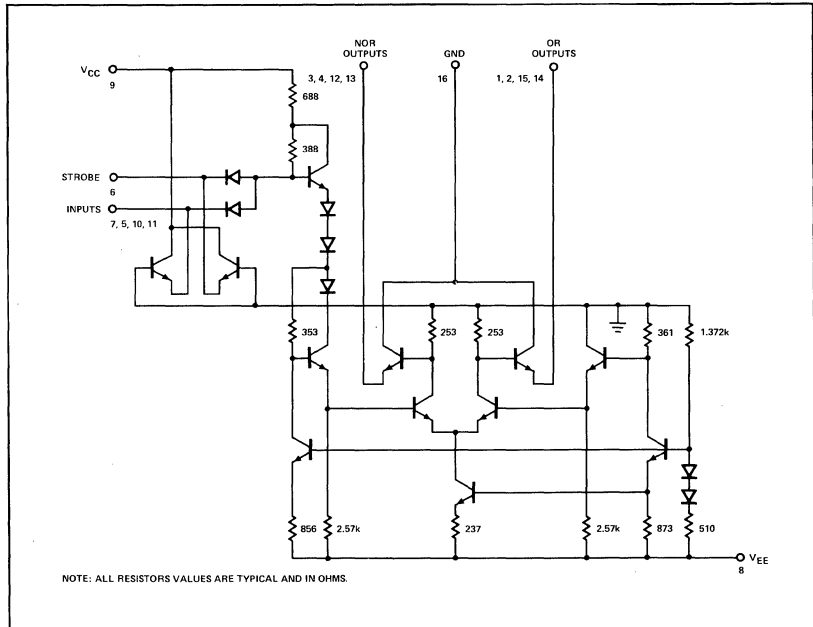 NOR
OUTPUTS
GND
OR
OUTPUTS
3, 4, 12, 13
16
1, 2, 15, 14
VCC
9
688
388
STROBE
6
INPUTS
7, 5, 10, 11
353
253
253
361
1.372k
856
2.57k
237
2.57k
873
510
VEE
8
NOTE: ALL RESISTORS VALUES ARE TYPICAL AND IN OHMS.